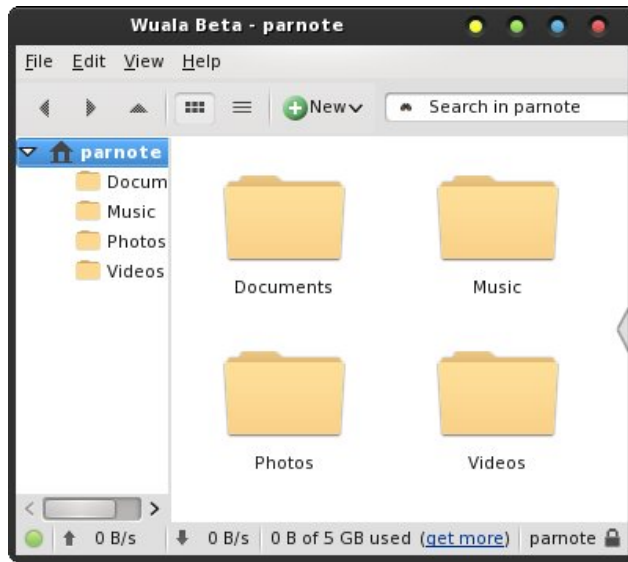 Wuala Beta - parnote
File Edit View Help
New Search in parnote
parnote
Docum
Music
Photos
Videos
Documents Music
Photos Videos
0 B/s 0 B/s 0 B of 5 GB used (get more) parnote